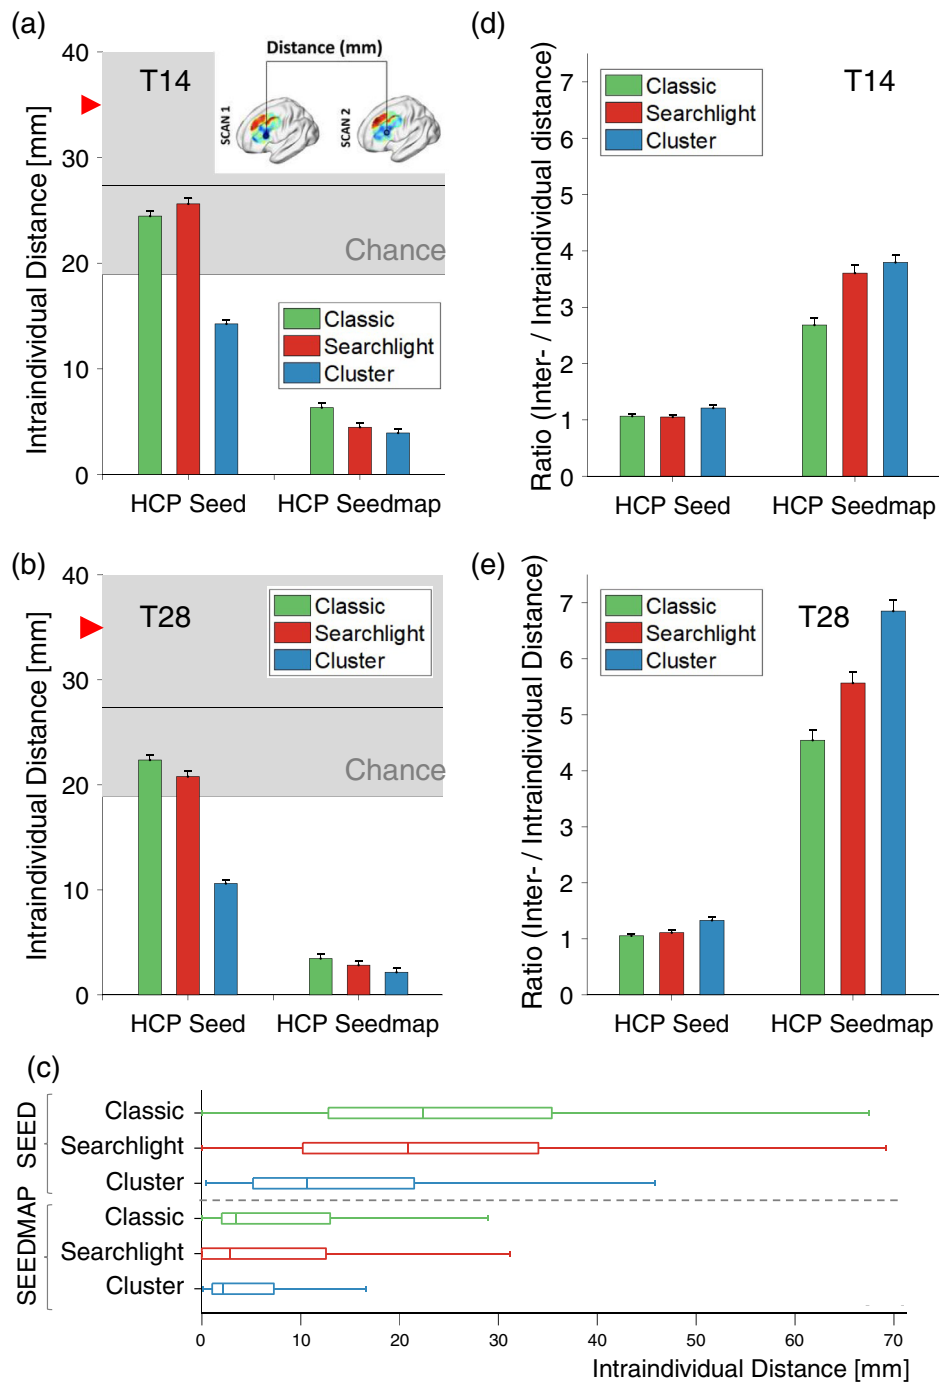 (a)
40
30
20
10
0
Intraindividual Distance [mm]
T14
Distance (mm)
SCAN 1
SCAN 2
Chance
Classic
Searchlight
Cluster
HCP Seed
HCP Seedmap
(d)
7
6
5
4
3
2
1
0
Ratio (Inter- / Intraindividual distance)
Classic
Searchlight
Cluster
T14
HCP Seed
HCP Seedmap
(b)
40
30
20
10
0
Intraindividual Distance [mm]
T28
Classic
Searchlight
Cluster
Chance
HCP Seed
HCP Seedmap
(e)
7
6
5
4
3
2
1
0
Ratio (Inter- / Intraindividual Distance)
Classic
Searchlight
Cluster
T28
HCP Seed
HCP Seedmap
(c)
SEED
Classic
Searchlight
Cluster
SEEDMAP
Classic
Searchlight
Cluster
0 10 20 30 40 50 60 70
Intraindividual Distance [mm]